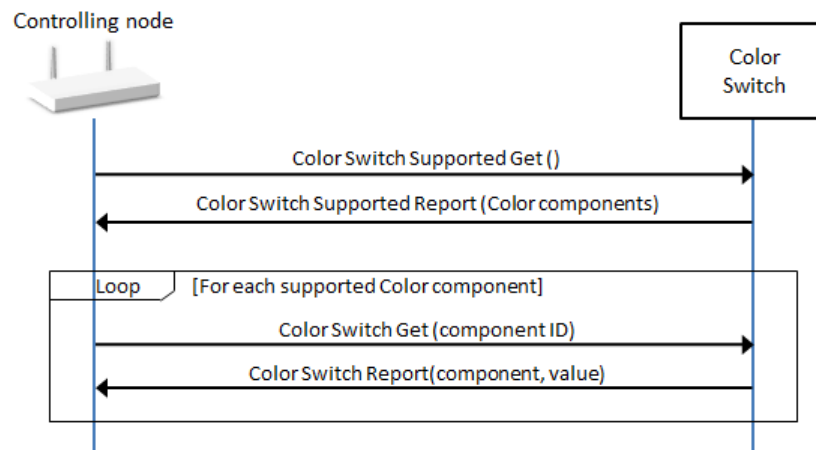 Controlling node
Color
Switch
Color Switch Supported Get ()
Color Switch Supported Report (Color components)
Loop [For each supported Color component]
Color Switch Get (component ID)
Color Switch Report(component, value)